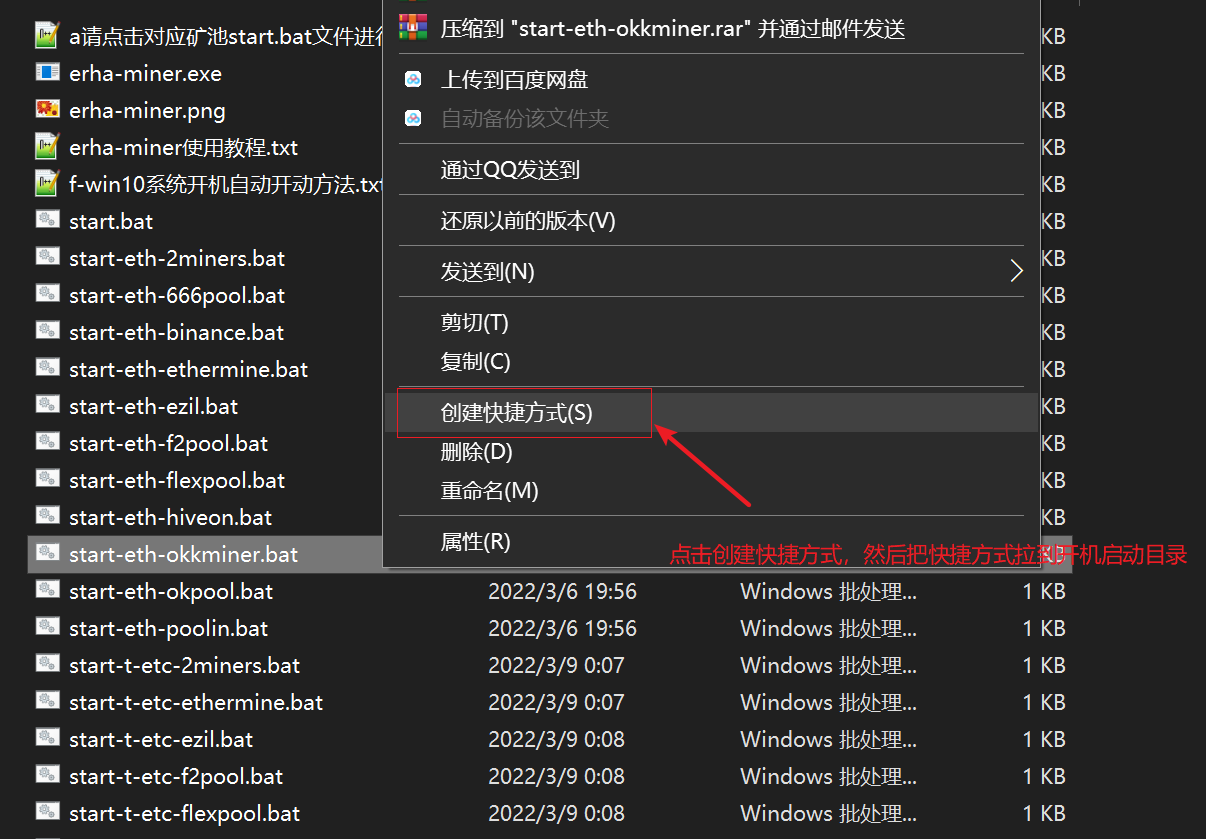 压缩到 "start-eth-okkminer.rar" 并通过邮件发送
上传到百度网盘
自动备份该文件夹
通过QQ发送到
还原以前的版本(V)
发送到(N)
剪切(T)
复制(C)
创建快捷方式(S)
删除(D)
重命名(M)
属性(R)
点击创建快捷方式，然后把快捷方式拉到开机启动目录
a请点击对应矿池start.bat文件进行 KB
erha-miner.exe KB
erha-miner.png KB
erha-miner使用教程.txt KB
f-win10系统开机自动开动方法.txt KB
start.bat KB
start-eth-2miners.bat KB
start-eth-666pool.bat KB
start-eth-binance.bat KB
start-eth-ethermine.bat KB
start-eth-ezil.bat KB
start-eth-f2pool.bat KB
start-eth-flexpool.bat KB
start-eth-hiveon.bat KB
start-eth-okkminer.bat
start-eth-okpool.bat 2022/3/6 19:56 Windows 批处理... 1 KB
start-eth-poolin.bat 2022/3/6 19:56 Windows 批处理... 1 KB
start-t-etc-2miners.bat 2022/3/9 0:07 Windows 批处理... 1 KB
start-t-etc-ethermine.bat 2022/3/9 0:07 Windows 批处理... 1 KB
start-t-etc-ezil.bat 2022/3/9 0:08 Windows 批处理... 1 KB
start-t-etc-f2pool.bat 2022/3/9 0:08 Windows 批处理... 1 KB
start-t-etc-flexpool.bat 2022/3/9 0:08 Windows 批处理... 1 KB